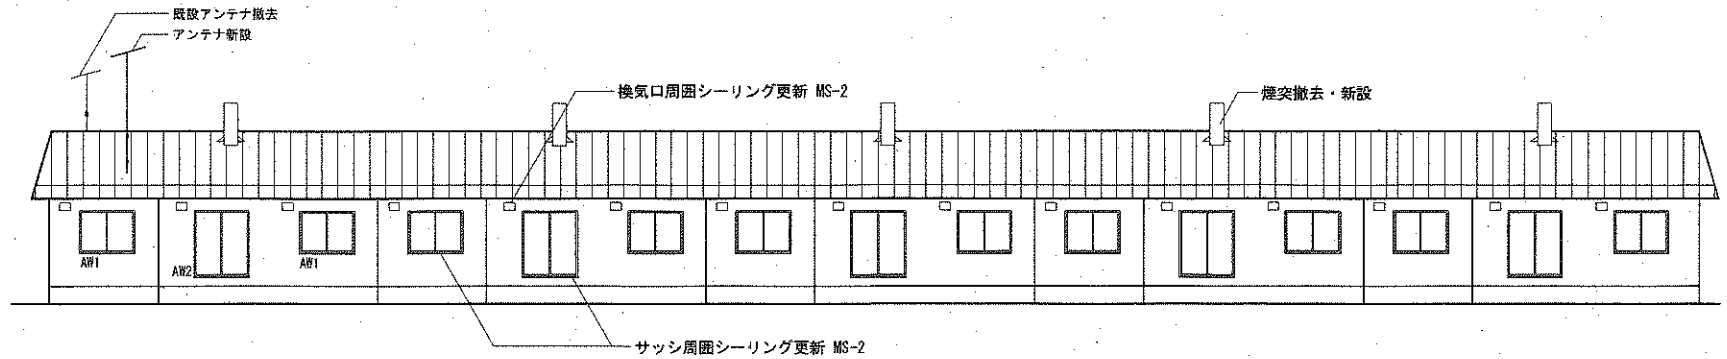 既設アンテナ撤去
アンテナ新設
換気口周囲シーリング更新 MS-2
煙突撤去・新設
AW1
AW2
AW1
サッシ周囲シーリング更新 MS-2